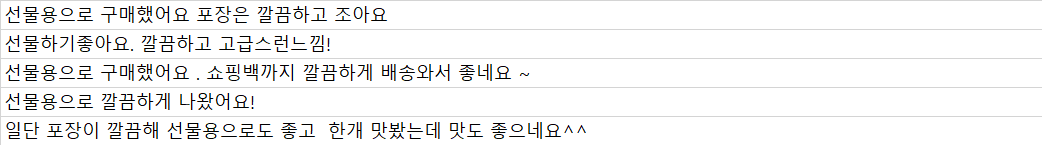 선물용으로 구매했어요 포장은 깔끔하고 조아요
선물하기좋아요. 깔끔하고 고급스런느낌!
선물용으로 구매했어요 . 쇼핑백까지 깔끔하게 배송와서 좋네요 ~
선물용으로 깔끔하게 나왔어요!
일단 포장이 깔끔해 선물용으로도 좋고  한개 맛봤는데 맛도 좋으네요^^